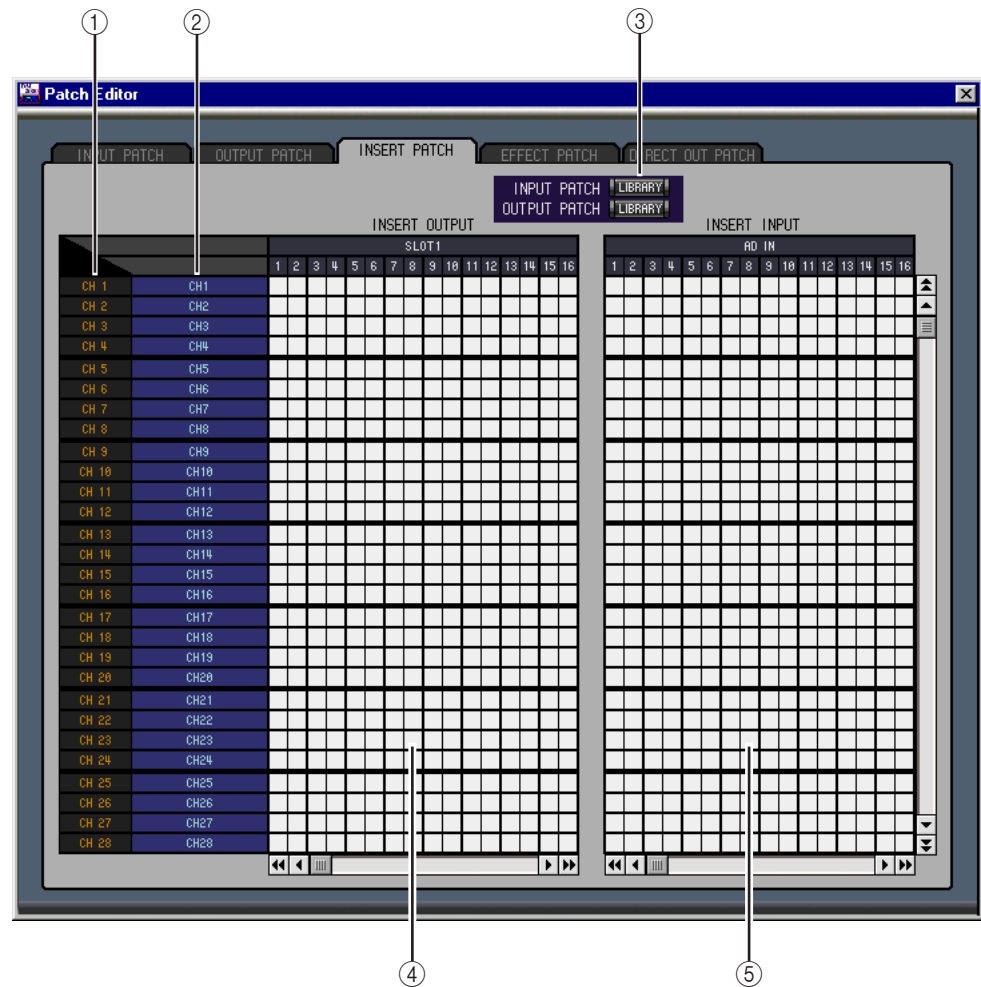 ① ② ③
Patch Editor
INPUT PATCH OUTPUT PATCH INSERT PATCH EFFECT PATCH DIRECT OUT PATCH
INPUT PATCH LIBRARY
OUTPUT PATCH LIBRARY
INSERT OUTPUT INSERT INPUT
SLOT1 AD IN
1 2 3 4 5 6 7 8 9 10 11 12 13 14 15 16 1 2 3 4 5 6 7 8 9 10 11 12 13 14 15 16
CH 1 CH1
CH 2 CH2
CH 3 CH3
CH 4 CH4
CH 5 CH5
CH 6 CH6
CH 7 CH7
CH 8 CH8
CH 9 CH9
CH 10 CH10
CH 11 CH11
CH 12 CH12
CH 13 CH13
CH 14 CH14
CH 15 CH15
CH 16 CH16
CH 17 CH17
CH 18 CH18
CH 19 CH19
CH 20 CH20
CH 21 CH21
CH 22 CH22
CH 23 CH23
CH 24 CH24
CH 25 CH25
CH 26 CH26
CH 27 CH27
CH 28 CH28
④ ⑤